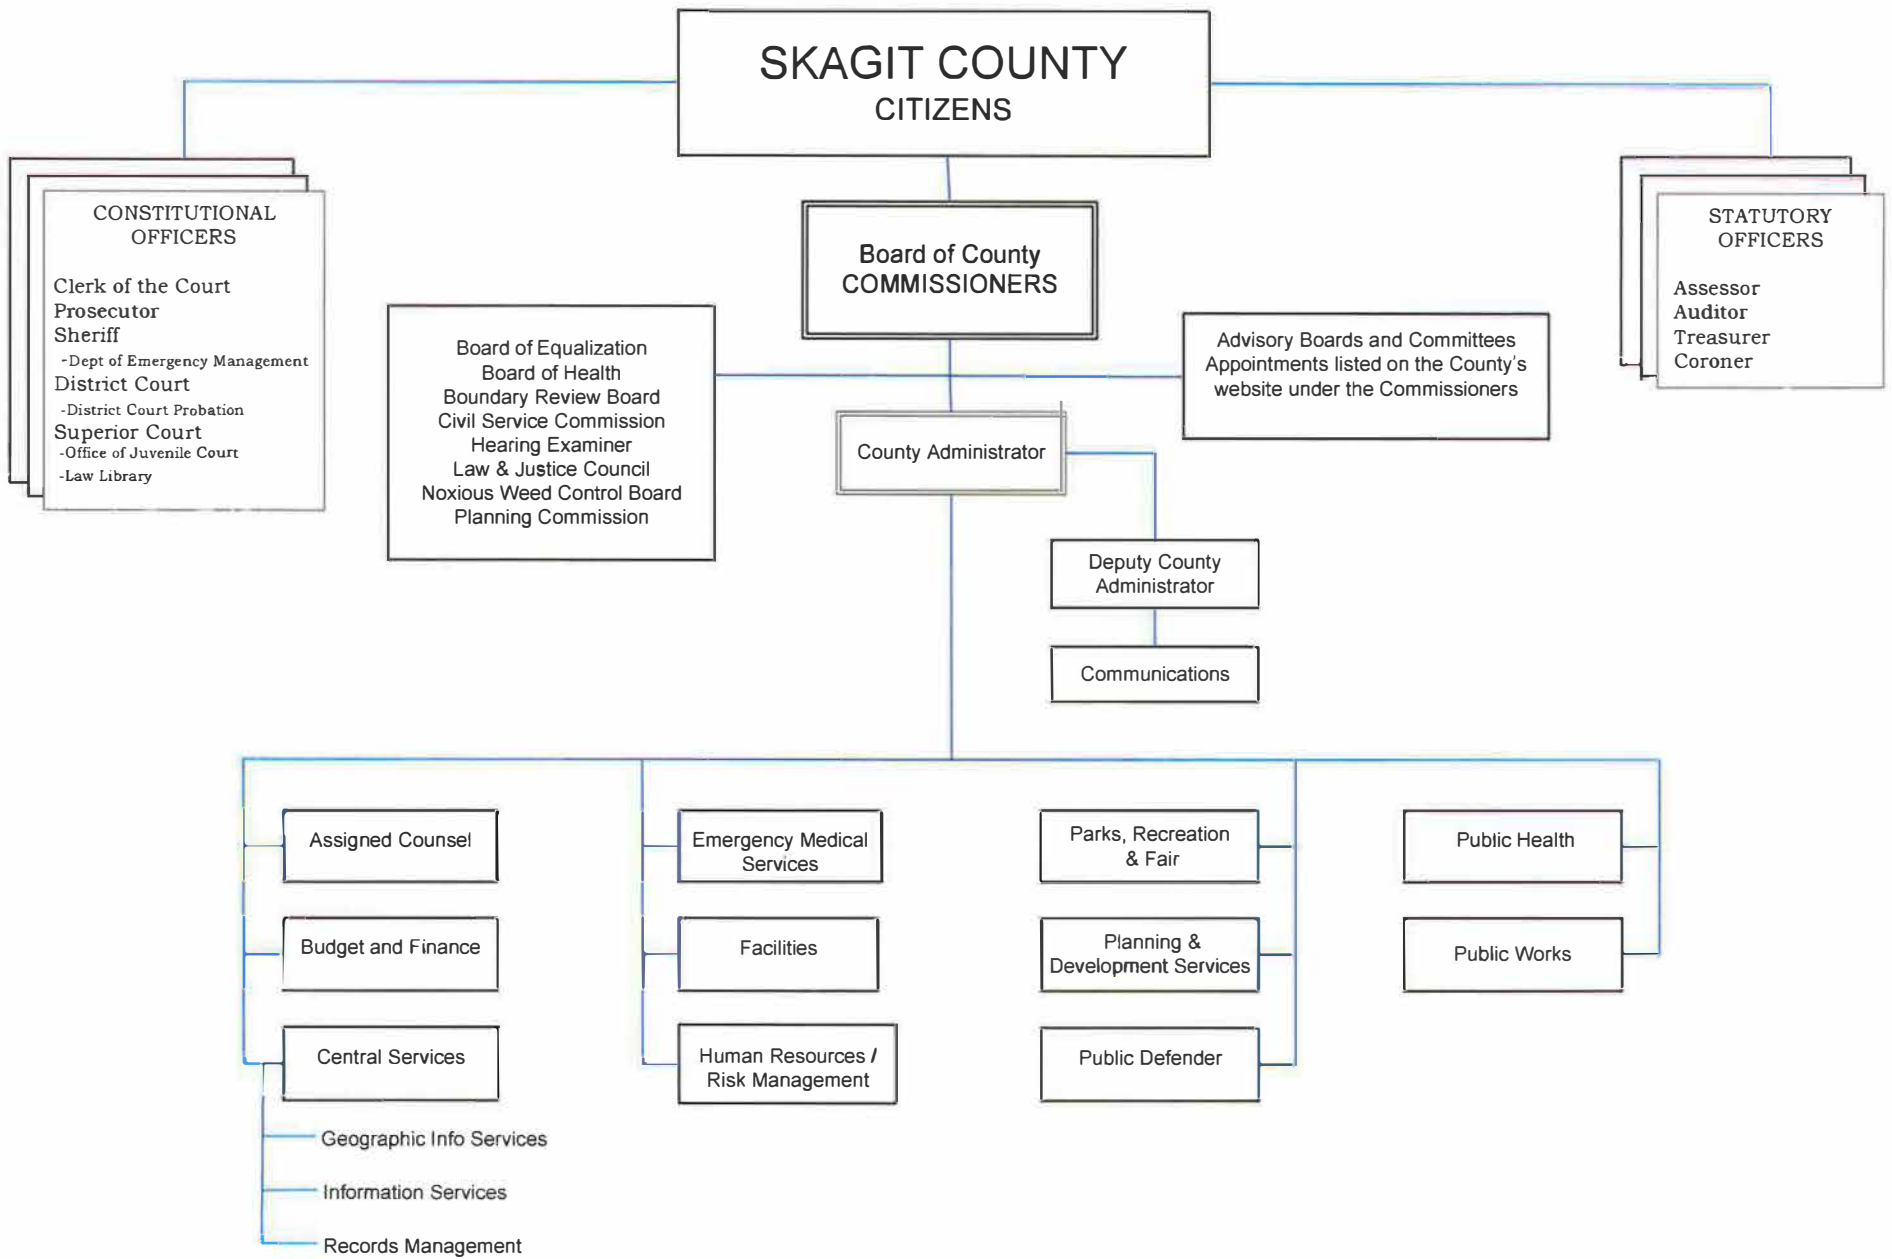 SKAGIT COUNTY
CITIZENS
CONSTITUTIONAL
OFFICERS
Clerk of the Court
Prosecutor
Sheriff
-Dept of Emergency Management
District Court
-District Court Probation
Superior Court
-Office of Juvenile Court
-Law Library
Board of County
COMMISSIONERS
STATUTORY
OFFICERS
Assessor
Auditor
Treasurer
Coroner
Board of Equalization
Board of Health
Boundary Review Board
Civil Service Commission
Hearing Examiner
Law & Justice Council
Noxious Weed Control Board
Planning Commission
Advisory Boards and Committees
Appointments listed on the County's
website under the Commissioners
County Administrator
Deputy County
Administrator
Communications
Assigned Counsel
Budget and Finance
Central Services
Geographic Info Services
Information Services
Records Management
Emergency Medical
Services
Facilities
Human Resources /
Risk Management
Parks, Recreation
& Fair
Planning &
Development Services
Public Defender
Public Health
Public Works